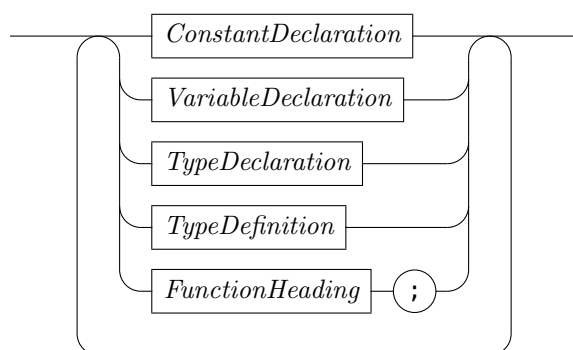 ConstantDeclaration
VariableDeclaration
TypeDeclaration
TypeDefinition
FunctionHeading ;